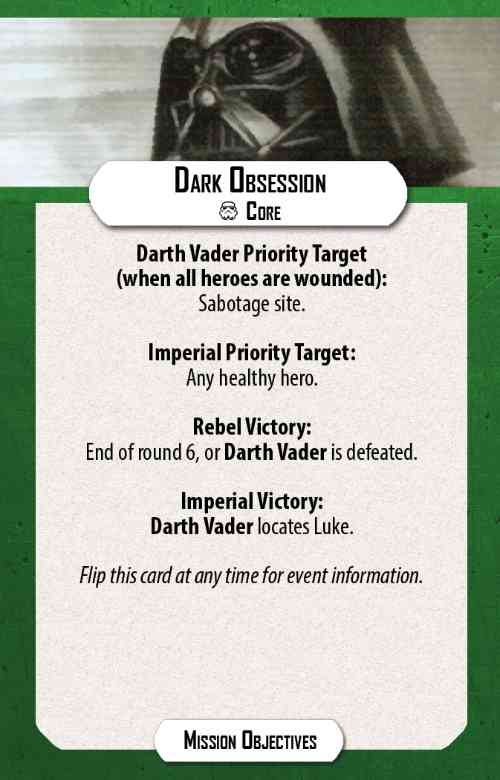 Dark Obsession
Core
Darth Vader Priority Target
(when all heroes are wounded):
Sabotage site.
Imperial Priority Target:
Any healthy hero.
Rebel Victory:
End of round 6, or Darth Vader is defeated.
Imperial Victory:
Darth Vader locates Luke.
Flip this card at any time for event information.
Mission Objectives